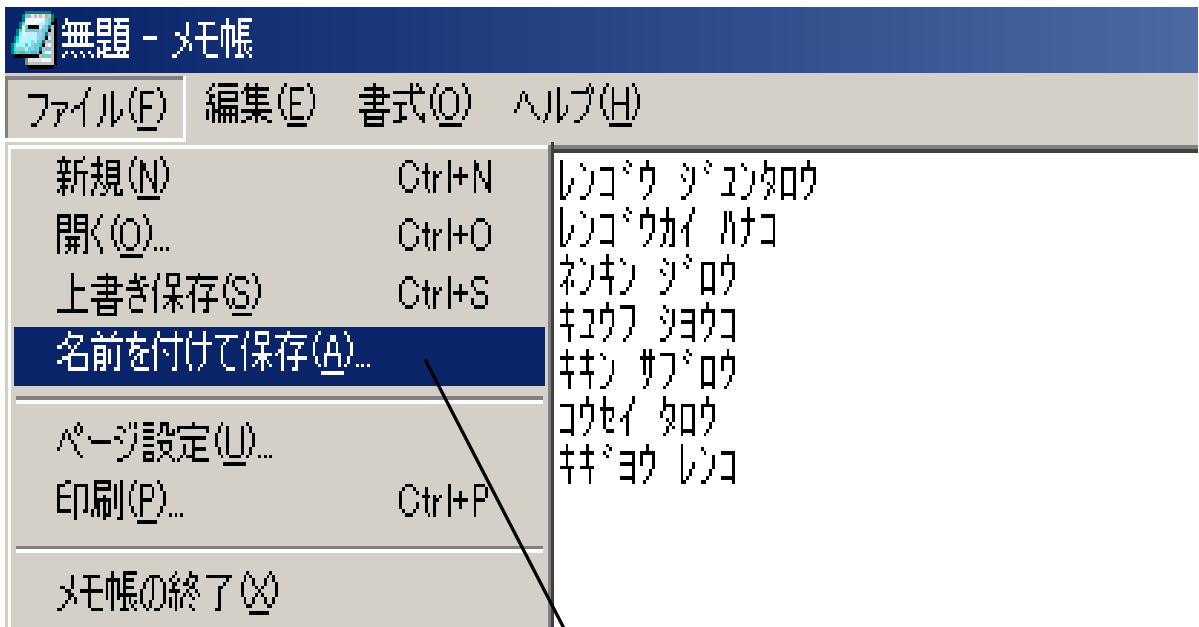 無題 - メモ帳
ファイル(F) 編集(E) 書式(O) ヘルプ(H)
新規(N) Ctrl+N
開く(O)... Ctrl+O
上書き保存(S) Ctrl+S
名前を付けて保存(A)...
ページ設定(U)...
印刷(P)... Ctrl+P
メモ帳の終了(X)
レンゴウ ジユンタロウ
レンゴウカイ ハナコ
ネンキン ジロウ
キユウフ シヨウコ
キキン サブロウ
コウセイ タロウ
キギヨウ レンコ